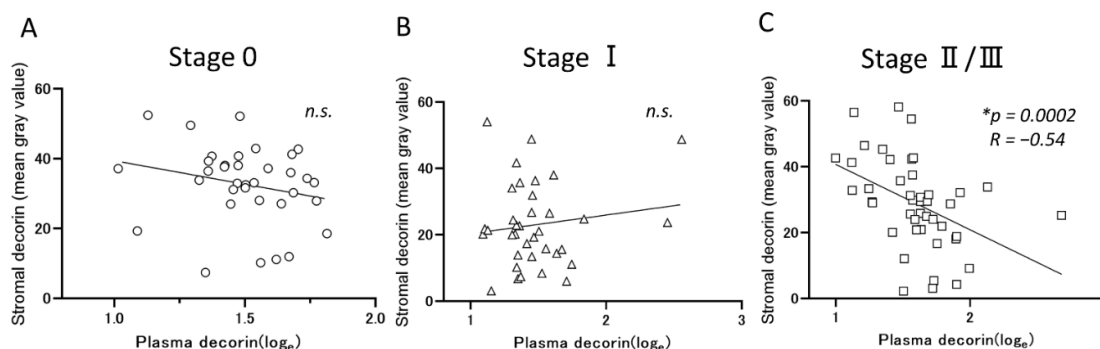 A
Stage 0
Stromal decorin (mean gray value)
60
40
20
0
n.s.
1.0
1.5
2.0
Plasma decorin(logₑ)
B
Stage Ⅰ
Stromal decorin (mean gray value)
60
40
20
0
n.s.
1
2
3
Plasma decorin(logₑ)
C
Stage Ⅱ/Ⅲ
Stromal decorin (mean gray value)
60
40
20
0
*p = 0.0002
R = −0.54
1
2
Plasma decorin(logₑ)